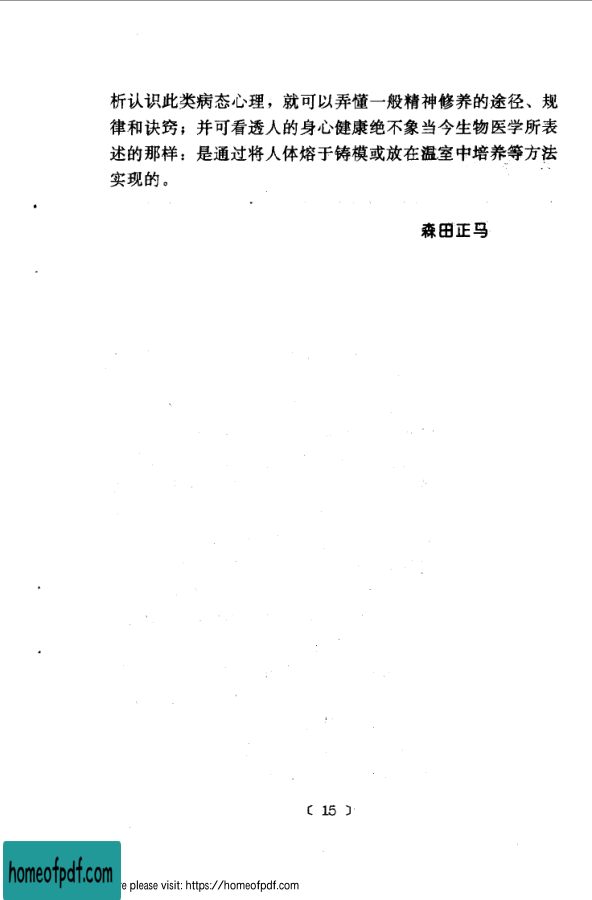 析认识此类病态心理，就可以弄懂一般精神修养的途径、规
律和诀窍；并可看透人的身心健康绝不象当今生物医学所表
述的那样：是通过将人体熔于铸模或放在温室中培养等方法
实现的。
森田正马
〔 15 〕
homeofpdf.com
re please visit: https://homeofpdf.com